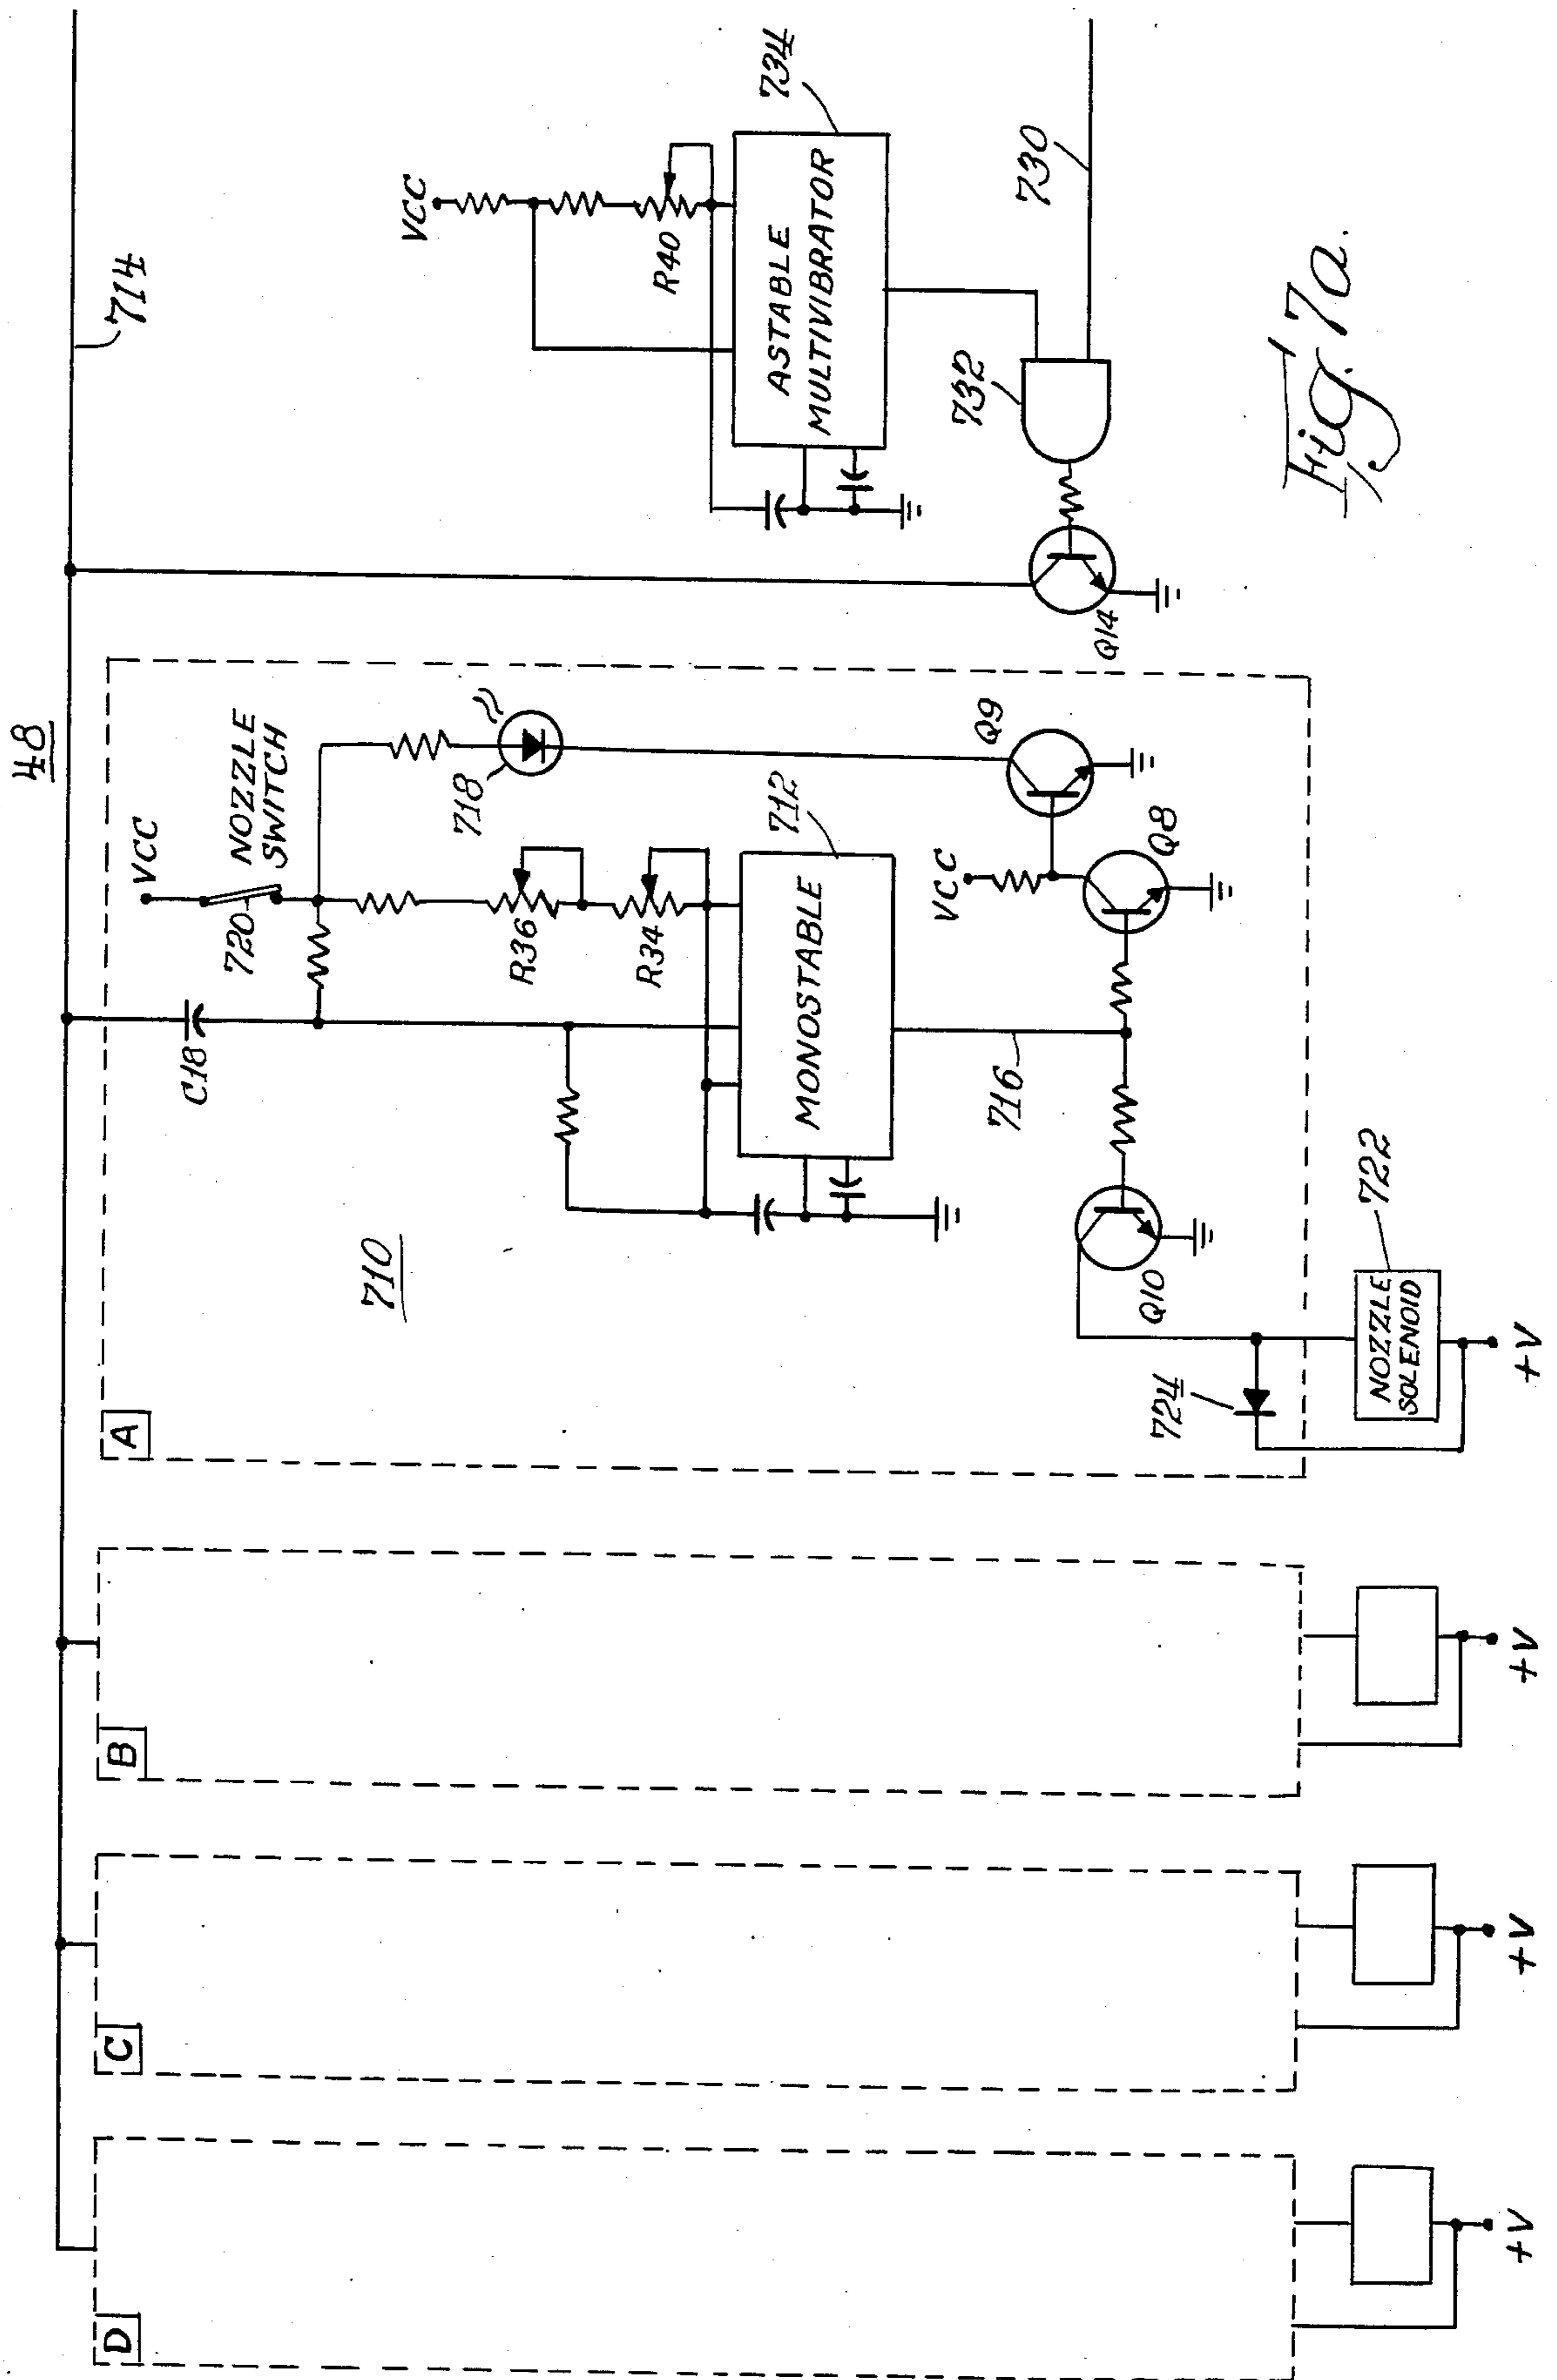 48
714
VCC
R40
734
ASTABLE
MULTIVIBRATOR
732
730
Q14
VCC
NOZZLE
SWITCH
720
C18
R36
R34
718
712
MONOSTABLE
Q9
VCC
Q8
716
710
Q10
724
722
NOZZLE
SOLENOID
+V
A
B
+V
C
+V
D
+V
Fig. 7a.